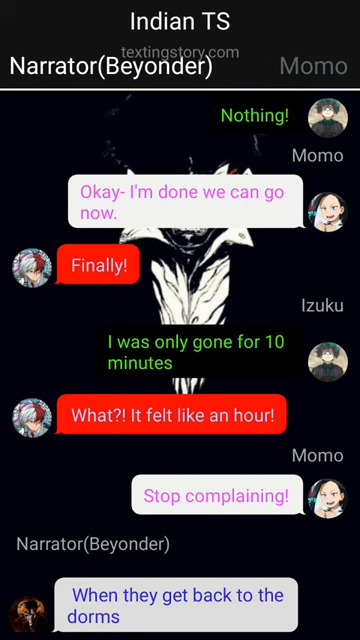 Indian TS
textingstory.com
Narrator(Beyonder) Momo
Nothing!
Momo
Okay- I'm done we can go
now.
Finally!
Izuku
I was only gone for 10
minutes
What?! It felt like an hour!
Momo
Stop complaining!
Narrator(Beyonder)
When they get back to the
dorms